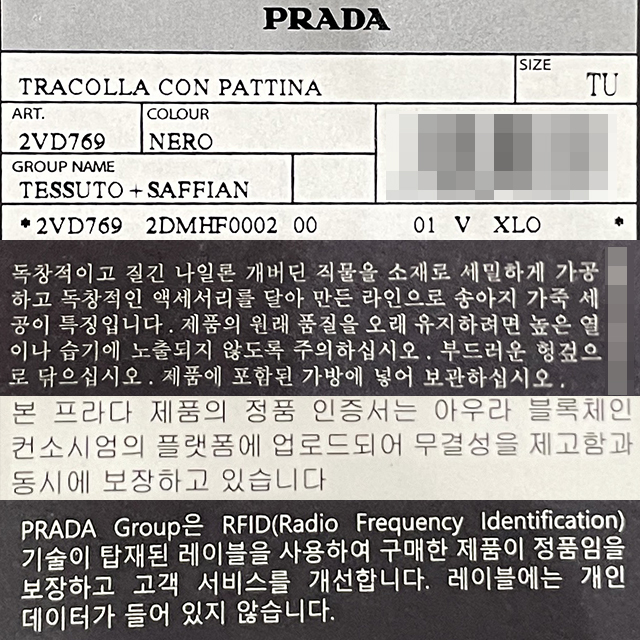 PRADA
SIZE
TRACOLLA CON PATTINA TU
ART. COLOUR
2VD769 NERO
GROUP NAME
TESSUTO+SAFFIAN
*2VD769 2DMHF0002 00 01 V XLO *
독창적이고 질긴 나일론 개버딘 직물을 소재로 세밀하게 가공
하고 독창적인 액세서리를 달아 만든 라인으로 송아지 가죽 세
공이 특징입니다. 제품의 원래 품질을 오래 유지하려면 높은 열
이나 습기에 노출되지 않도록 주의하십시오. 부드러운 헝겊으
로 닦으십시오. 제품에 포함된 가방에 넣어 보관하십시오.
본 프라다 제품의 정품 인증서는 아우라 블록체인
컨소시엄의 플랫폼에 업로드되어 무결성을 제고함과
동시에 보장하고 있습니다
PRADA Group은 RFID(Radio Frequency Identification)
기술이 탑재된 레이블을 사용하여 구매한 제품이 정품임을
보장하고 고객 서비스를 개선합니다. 레이블에는 개인
데이터가 들어 있지 않습니다.